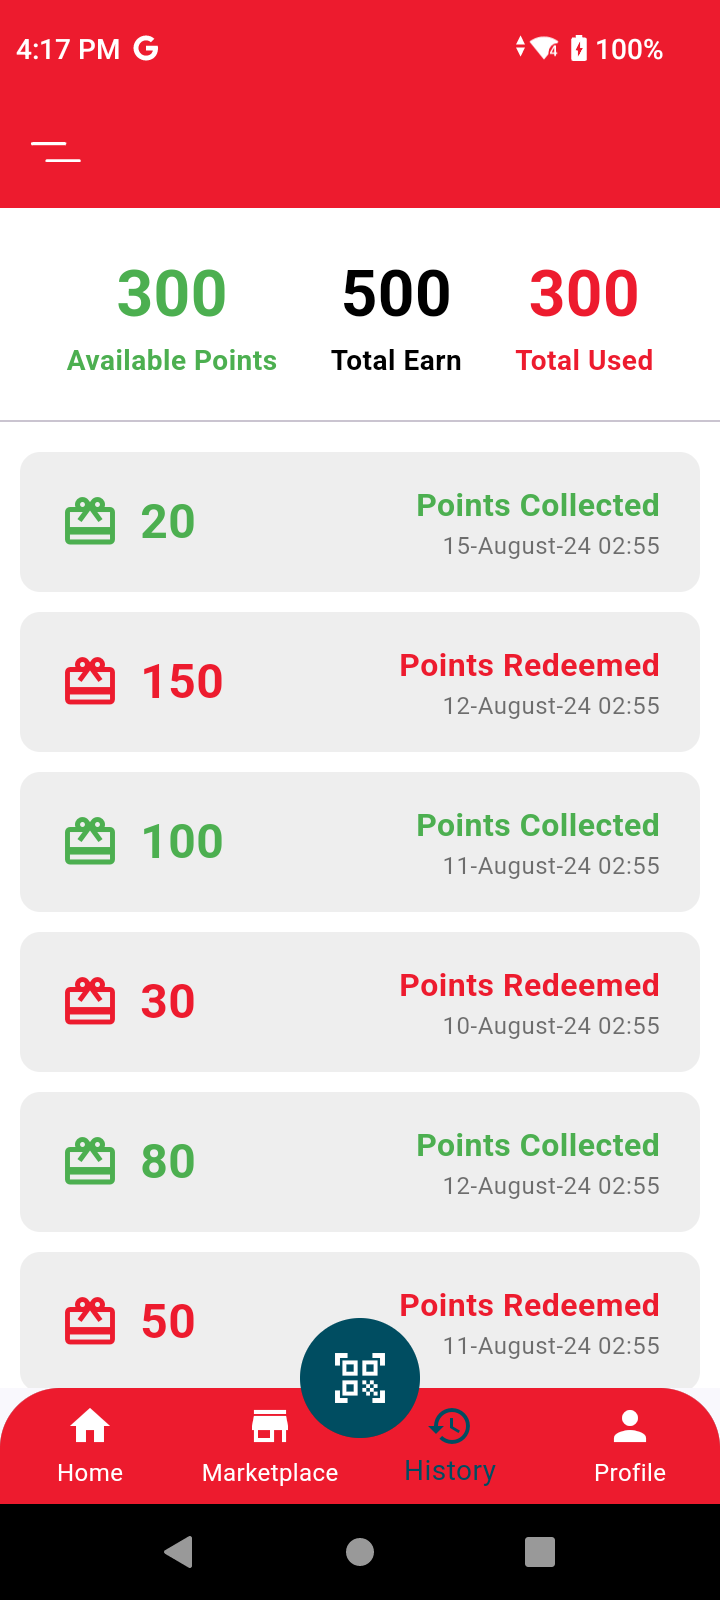 4:17 PM G 4 100%
300 500 300
Available Points Total Earn Total Used
20 Points Collected
15-August-24 02:55
150 Points Redeemed
12-August-24 02:55
100 Points Collected
11-August-24 02:55
30 Points Redeemed
10-August-24 02:55
80 Points Collected
12-August-24 02:55
50 Points Redeemed
11-August-24 02:55
Home Marketplace History Profile